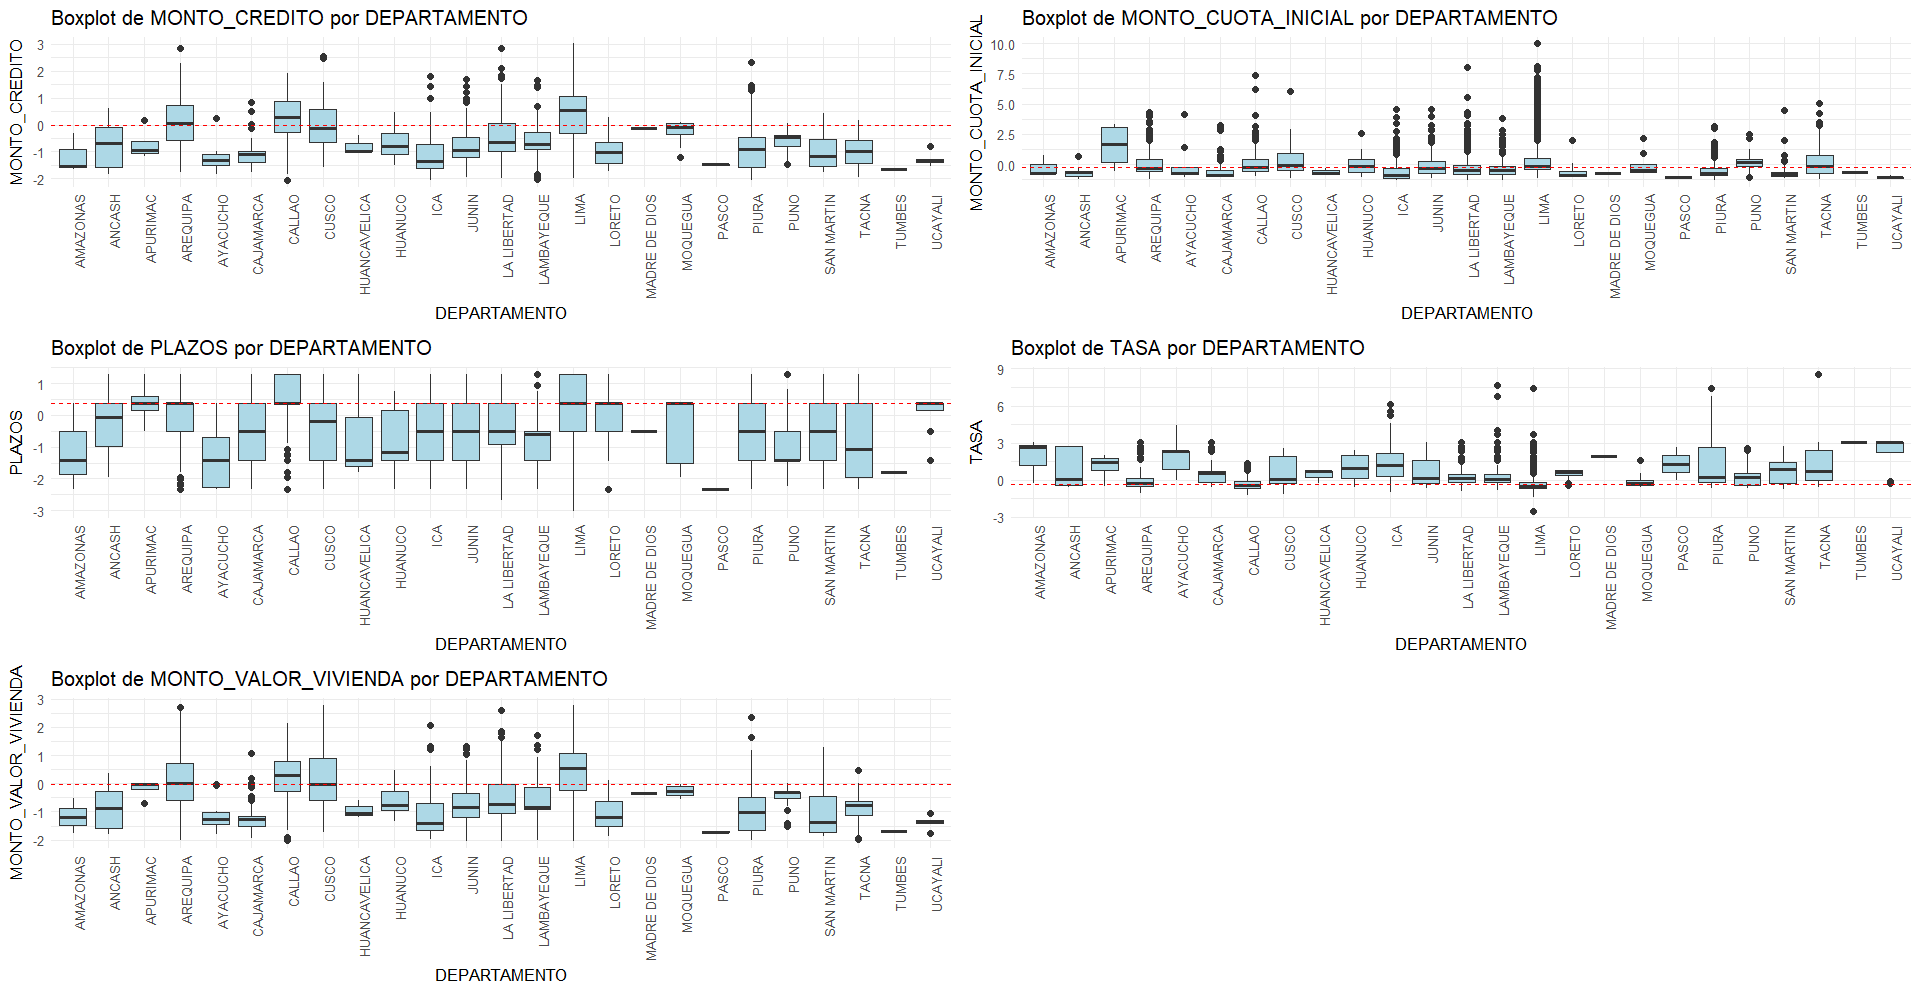 Boxplot de MONTO_CREDITO por DEPARTAMENTO
MONTO_CREDITO
3
2
1
0
-1
-2
AMAZONAS
ANCASH
APURIMAC
AREQUIPA
AYACUCHO
CAJAMARCA
CALLAO
CUSCO
HUANCAVELICA
HUANUCO
ICA
JUNIN
LA LIBERTAD
LAMBAYEQUE
LIMA
LORETO
MADRE DE DIOS
MOQUEGUA
PASCO
PIURA
PUNO
SAN MARTIN
TACNA
TUMBES
UCAYALI
DEPARTAMENTO
Boxplot de MONTO_CUOTA_INICIAL por DEPARTAMENTO
MONTO_CUOTA_INICIAL
10.0
7.5
5.0
2.5
0.0
AMAZONAS
ANCASH
APURIMAC
AREQUIPA
AYACUCHO
CAJAMARCA
CALLAO
CUSCO
HUANCAVELICA
HUANUCO
ICA
JUNIN
LA LIBERTAD
LAMBAYEQUE
LIMA
LORETO
MADRE DE DIOS
MOQUEGUA
PASCO
PIURA
PUNO
SAN MARTIN
TACNA
TUMBES
UCAYALI
DEPARTAMENTO
Boxplot de PLAZOS por DEPARTAMENTO
PLAZOS
1
0
-1
-2
-3
AMAZONAS
ANCASH
APURIMAC
AREQUIPA
AYACUCHO
CAJAMARCA
CALLAO
CUSCO
HUANCAVELICA
HUANUCO
ICA
JUNIN
LA LIBERTAD
LAMBAYEQUE
LIMA
LORETO
MADRE DE DIOS
MOQUEGUA
PASCO
PIURA
PUNO
SAN MARTIN
TACNA
TUMBES
UCAYALI
DEPARTAMENTO
Boxplot de TASA por DEPARTAMENTO
TASA
9
6
3
0
-3
AMAZONAS
ANCASH
APURIMAC
AREQUIPA
AYACUCHO
CAJAMARCA
CALLAO
CUSCO
HUANCAVELICA
HUANUCO
ICA
JUNIN
LA LIBERTAD
LAMBAYEQUE
LIMA
LORETO
MADRE DE DIOS
MOQUEGUA
PASCO
PIURA
PUNO
SAN MARTIN
TACNA
TUMBES
UCAYALI
DEPARTAMENTO
Boxplot de MONTO_VALOR_VIVIENDA por DEPARTAMENTO
MONTO_VALOR_VIVIENDA
3
2
1
0
-1
-2
AMAZONAS
ANCASH
APURIMAC
AREQUIPA
AYACUCHO
CAJAMARCA
CALLAO
CUSCO
HUANCAVELICA
HUANUCO
ICA
JUNIN
LA LIBERTAD
LAMBAYEQUE
LIMA
LORETO
MADRE DE DIOS
MOQUEGUA
PASCO
PIURA
PUNO
SAN MARTIN
TACNA
TUMBES
UCAYALI
DEPARTAMENTO